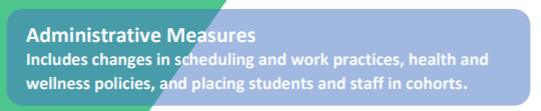 Administrative Measures
Includes changes in scheduling and work practices, health and
wellness policies, and placing students and staff in cohorts.